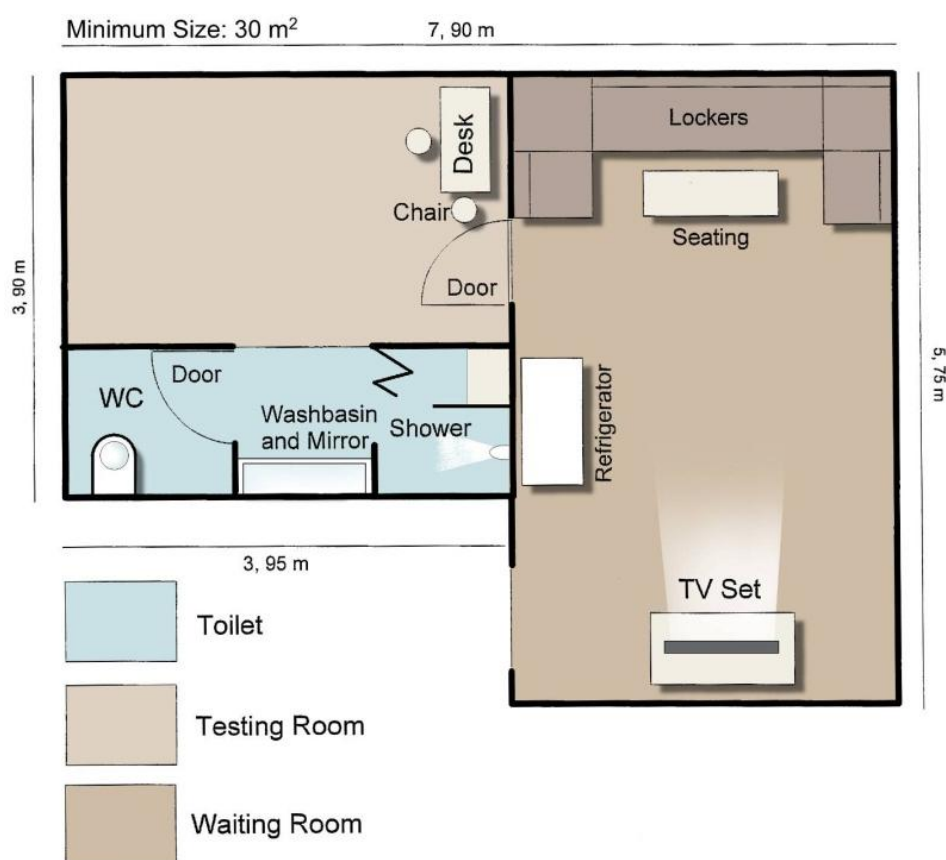 Minimum Size: 30 m²
7, 90 m
Lockers
Desk
Chair
Seating
Door
3, 90 m
5, 75 m
Door
WC
Washbasin
and Mirror
Shower
Refrigerator
3, 95 m
TV Set
Toilet
Testing Room
Waiting Room